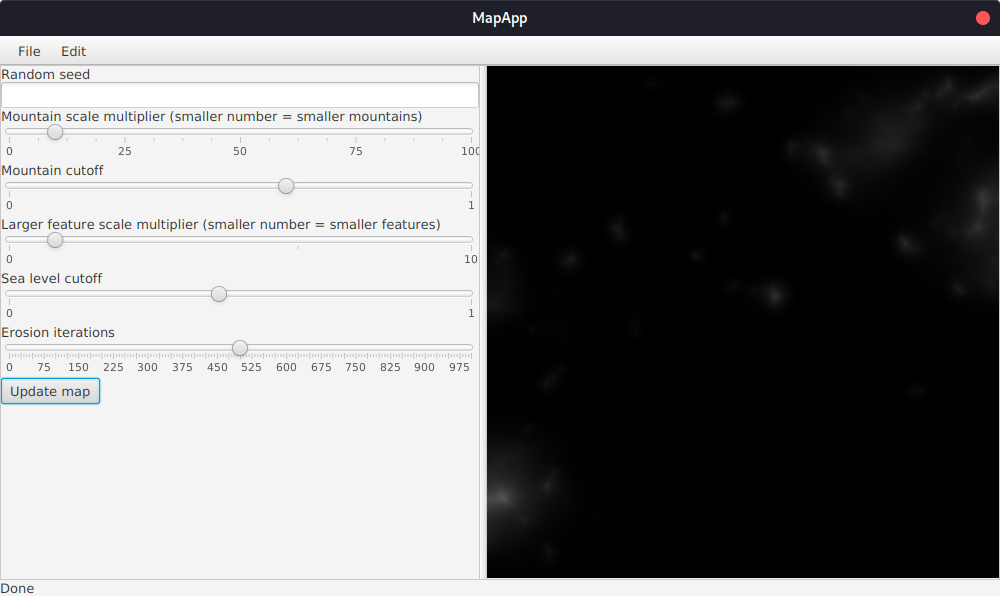 MapApp
File Edit
Random seed
Mountain scale multiplier (smaller number = smaller mountains)
0 25 50 75 100
Mountain cutoff
0 1
Larger feature scale multiplier (smaller number = smaller features)
0 10
Sea level cutoff
0 1
Erosion iterations
0 75 150 225 300 375 450 525 600 675 750 825 900 975
Update map
Done